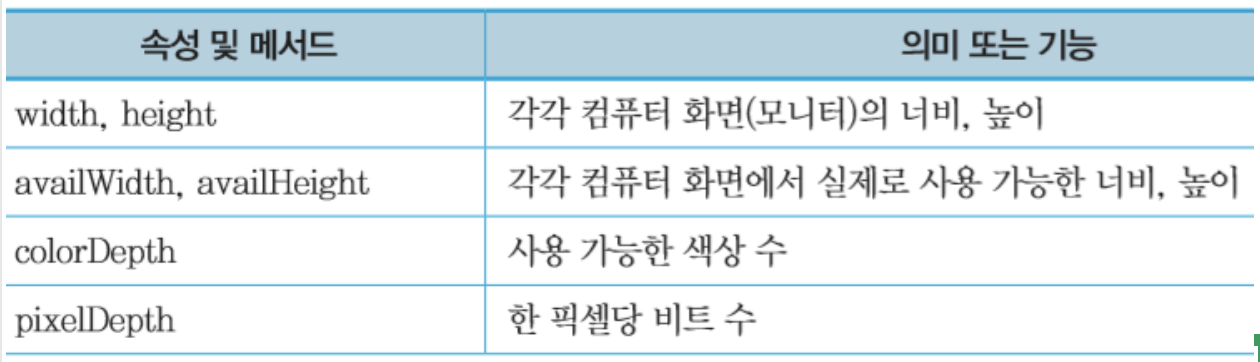 속성 및 메서드 의미 또는 기능
width, height 각각 컴퓨터 화면(모니터)의 너비, 높이
availWidth, availHeight 각각 컴퓨터 화면에서 실제로 사용 가능한 너비, 높이
colorDepth 사용 가능한 색상 수
pixelDepth 한 픽셀당 비트 수